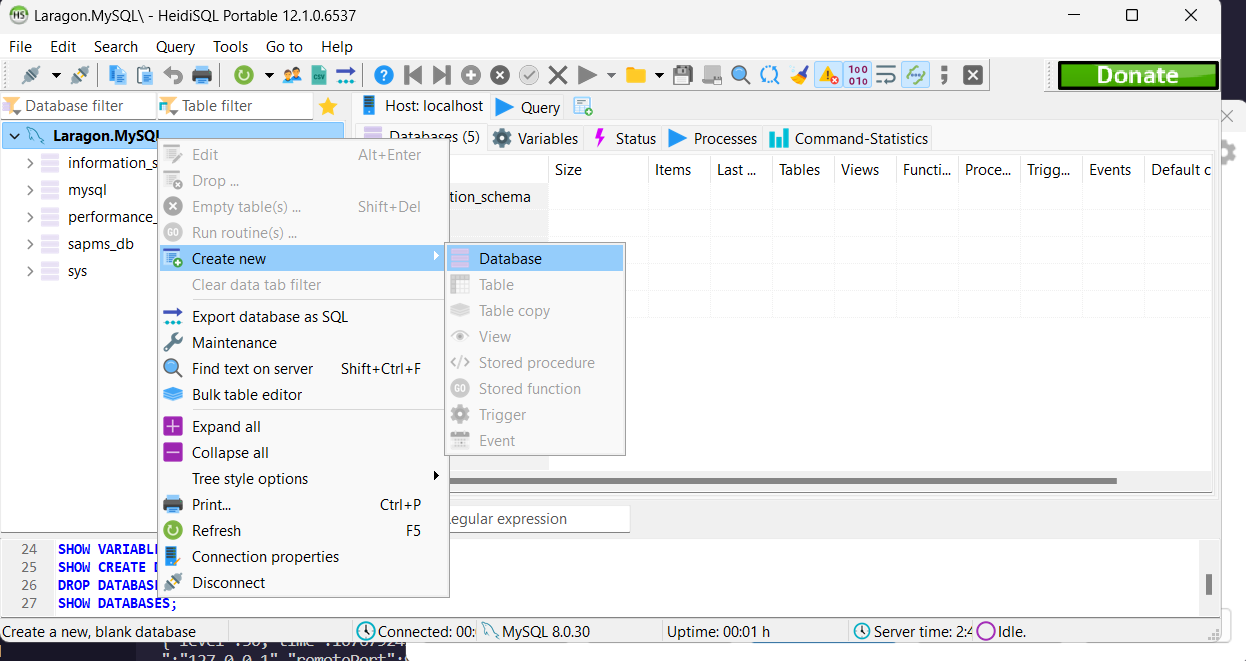 Laragon.MySQL\ - HeidiSQL Portable 12.1.0.6537
File Edit Search Query Tools Go to Help
Donate
Database filter Table filter Host: localhost Query
Laragon.MySQL Databases (5) Variables Status Processes Command-Statistics
information_s
mysql
performance_
sapms_db
sys
Size Items Last ... Tables Views Functi... Proce... Trigg... Events Default c
tion_schema
Edit Alt+Enter
Drop ...
Empty table(s) ... Shift+Del
Run routine(s) ...
Create new
Clear data tab filter
Export database as SQL
Maintenance
Find text on server Shift+Ctrl+F
Bulk table editor
Expand all
Collapse all
Tree style options
Print... Ctrl+P
Refresh F5
Connection properties
Disconnect
Database
Table
Table copy
View
Stored procedure
Stored function
Trigger
Event
egular expression
24 SHOW VARIABL
25 SHOW CREATE D
26 DROP DATABASE
27 SHOW DATABASES;
Create a new, blank database Connected: 00: MySQL 8.0.30 Uptime: 00:01 h Server time: 2:4 Idle.